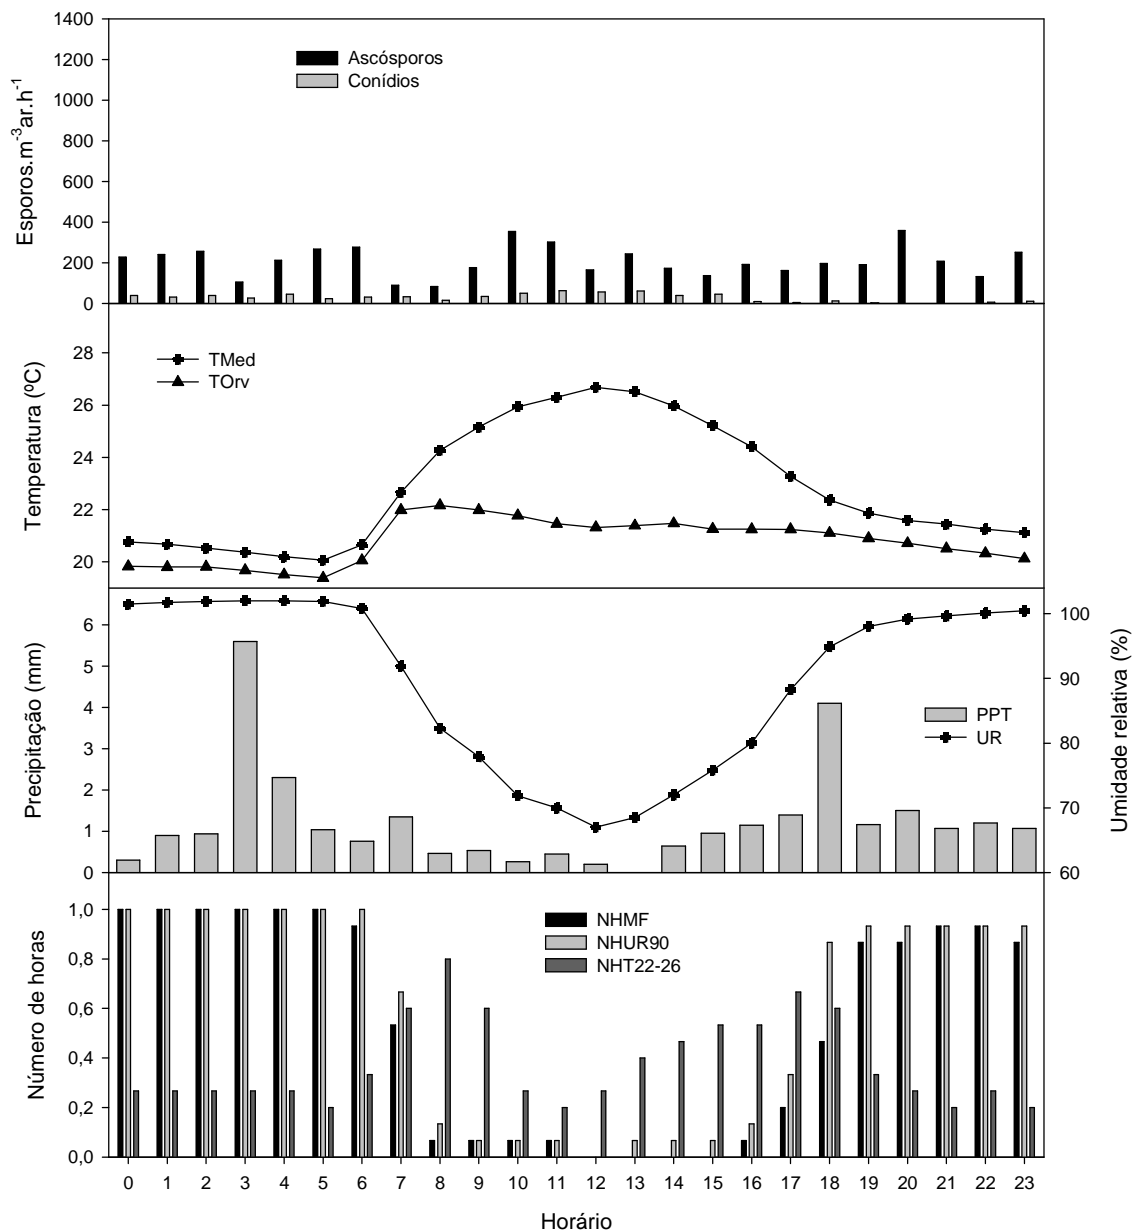 1400
1200
1000
800
600
400
200
0
Esporos.m⁻³ar.h⁻¹
Ascósporos
Conídios
28
26
24
22
20
Temperatura (ºC)
TMed
TOrv
6
5
4
3
2
1
0
Precipitação (mm)
100
90
80
70
60
Umidade relativa (%)
PPT
UR
1,0
0,8
0,6
0,4
0,2
0,0
Número de horas
NHMF
NHUR90
NHT22-26
0 1 2 3 4 5 6 7 8 9 10 11 12 13 14 15 16 17 18 19 20 21 22 23
Horário